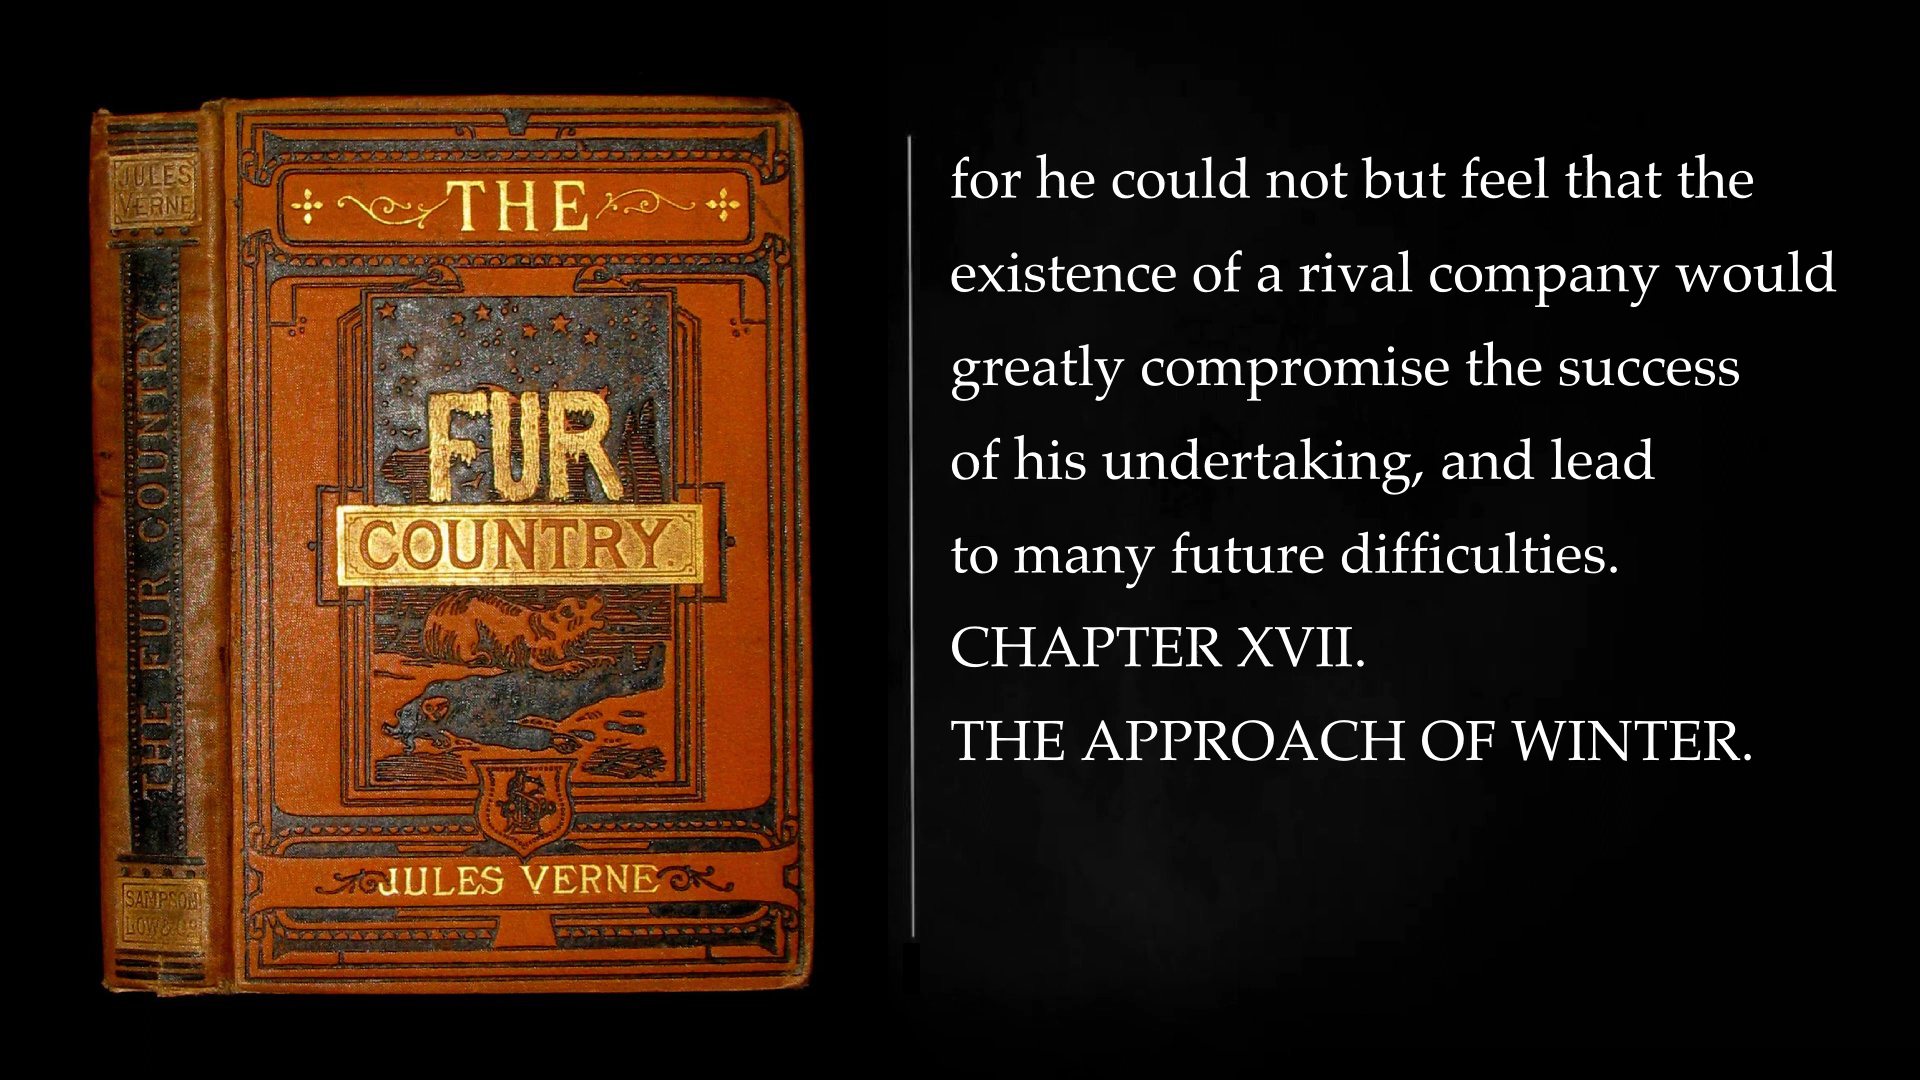 JULES
VERNE
THE FUR COUNTRY.
SAMPSON
LOW & Co
THE
FUR
COUNTRY.
JULES VERNE
for he could not but feel that the
existence of a rival company would
greatly compromise the success
of his undertaking, and lead
to many future difficulties.
CHAPTER XVII.
THE APPROACH OF WINTER.